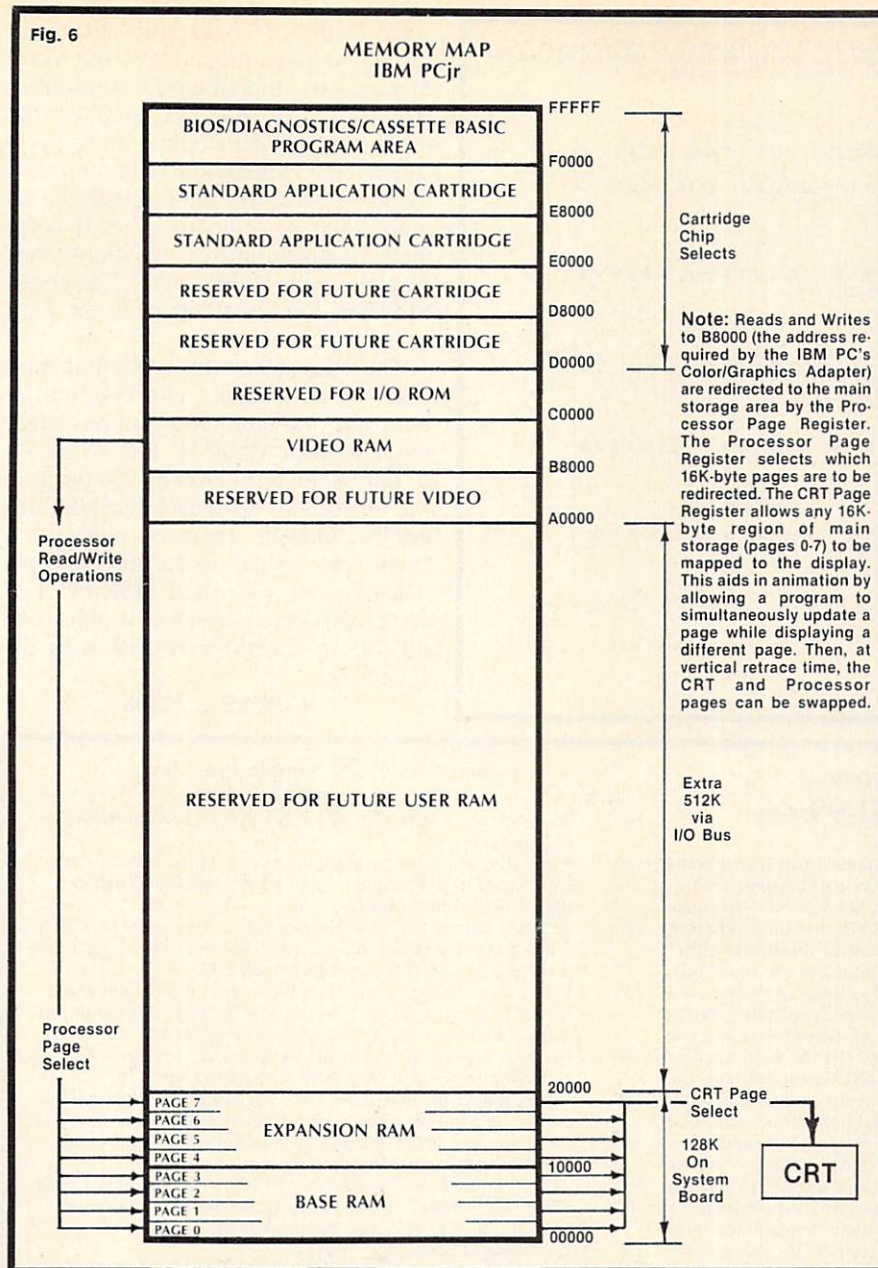 Fig. 6
MEMORY MAP
IBM PCjr
FFFFF
BIOS/DIAGNOSTICS/CASSETTE BASIC
PROGRAM AREA
F0000
STANDARD APPLICATION CARTRIDGE
E8000
STANDARD APPLICATION CARTRIDGE
E0000
RESERVED FOR FUTURE CARTRIDGE
D8000
RESERVED FOR FUTURE CARTRIDGE
D0000
RESERVED FOR I/O ROM
C0000
VIDEO RAM
B8000
RESERVED FOR FUTURE VIDEO
A0000
Cartridge
Chip
Selects
Note: Reads and Writes
to B8000 (the address re-
quired by the IBM PC's
Color/Graphics Adapter)
are redirected to the main
storage area by the Pro-
cessor Page Register.
The Processor Page
Register selects which
16K-byte pages are to be
redirected. The CRT Page
Register allows any 16K-
byte region of main
storage (pages 0-7) to be
mapped to the display.
This aids in animation by
allowing a program to
simultaneously update a
page while displaying a
different page. Then, at
vertical retrace time, the
CRT and Processor
pages can be swapped.
Processor
Read/Write
Operations
RESERVED FOR FUTURE USER RAM
Extra
512K
via
I/O Bus
Processor
Page
Select
20000
PAGE 7
PAGE 6
PAGE 5
PAGE 4
EXPANSION RAM
10000
PAGE 3
PAGE 2
PAGE 1
PAGE 0
BASE RAM
00000
CRT Page
Select
128K
On
System
Board
CRT